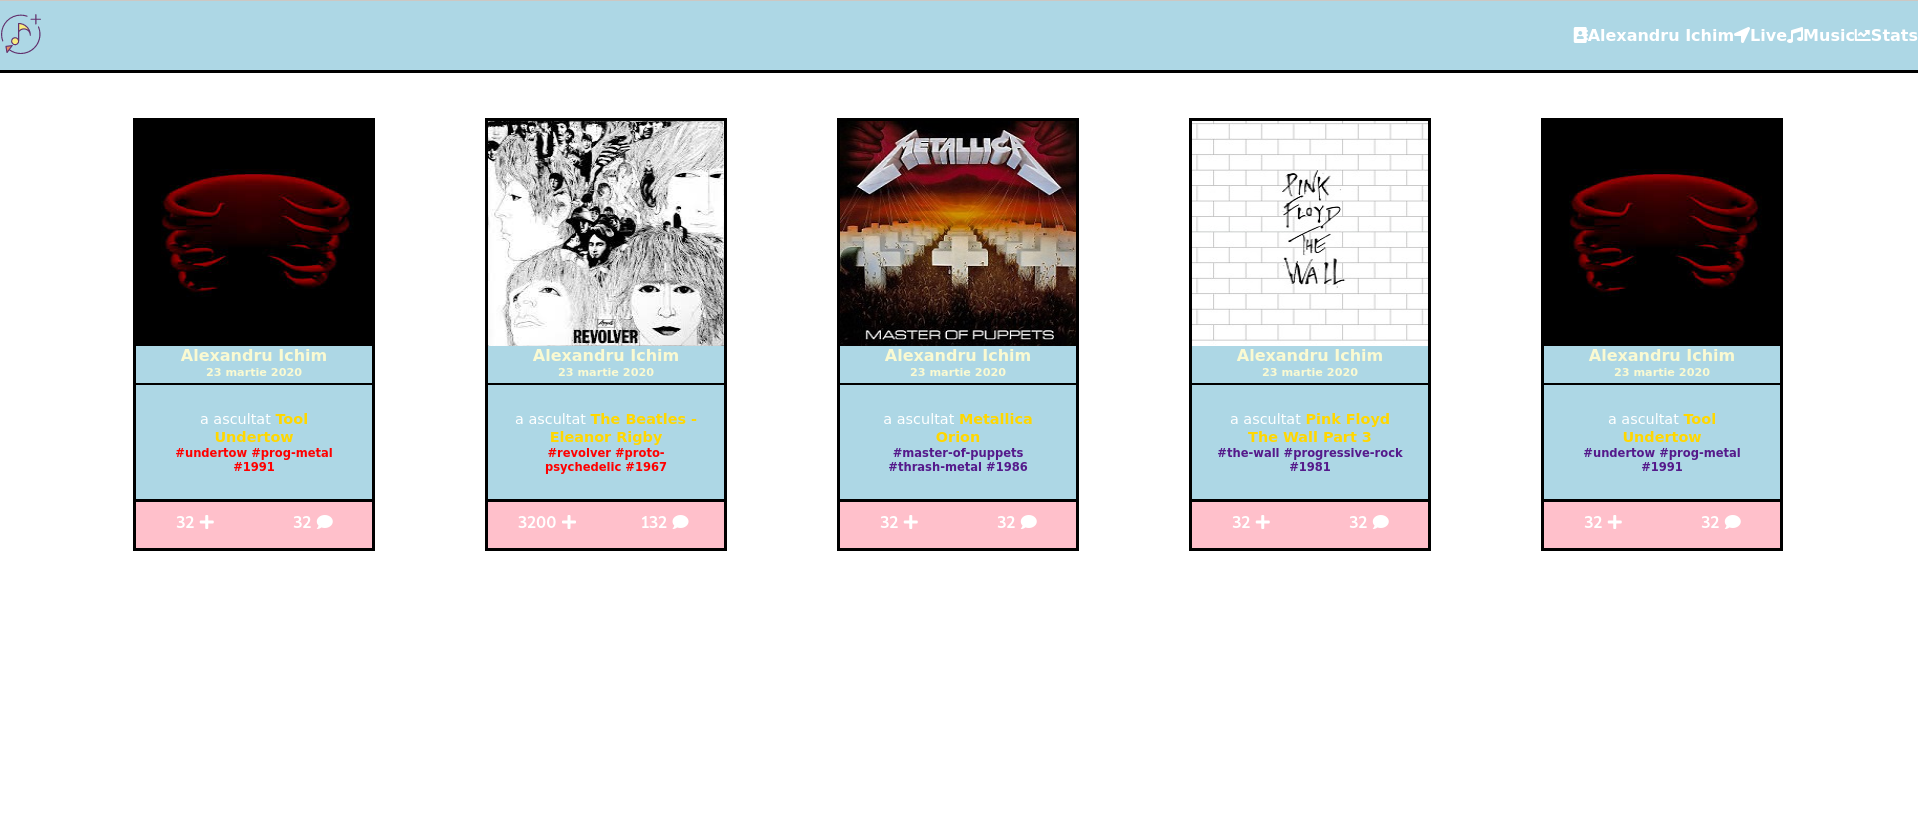 Alexandru Ichim Live Music Stats
REVOLVER
METALLICA
MASTER OF PUPPETS
PINK
FLOYD
THE
WALL
Alexandru Ichim
23 martie 2020
a ascultat Tool
Undertow
#undertow #prog-metal
#1991
32
32
Alexandru Ichim
23 martie 2020
a ascultat The Beatles -
Eleanor Rigby
#revolver #proto-
psychedelic #1967
3200
132
Alexandru Ichim
23 martie 2020
a ascultat Metallica
Orion
#master-of-puppets
#thrash-metal #1986
32
32
Alexandru Ichim
23 martie 2020
a ascultat Pink Floyd
The Wall Part 3
#the-wall #progressive-rock
#1981
32
32
Alexandru Ichim
23 martie 2020
a ascultat Tool
Undertow
#undertow #prog-metal
#1991
32
32